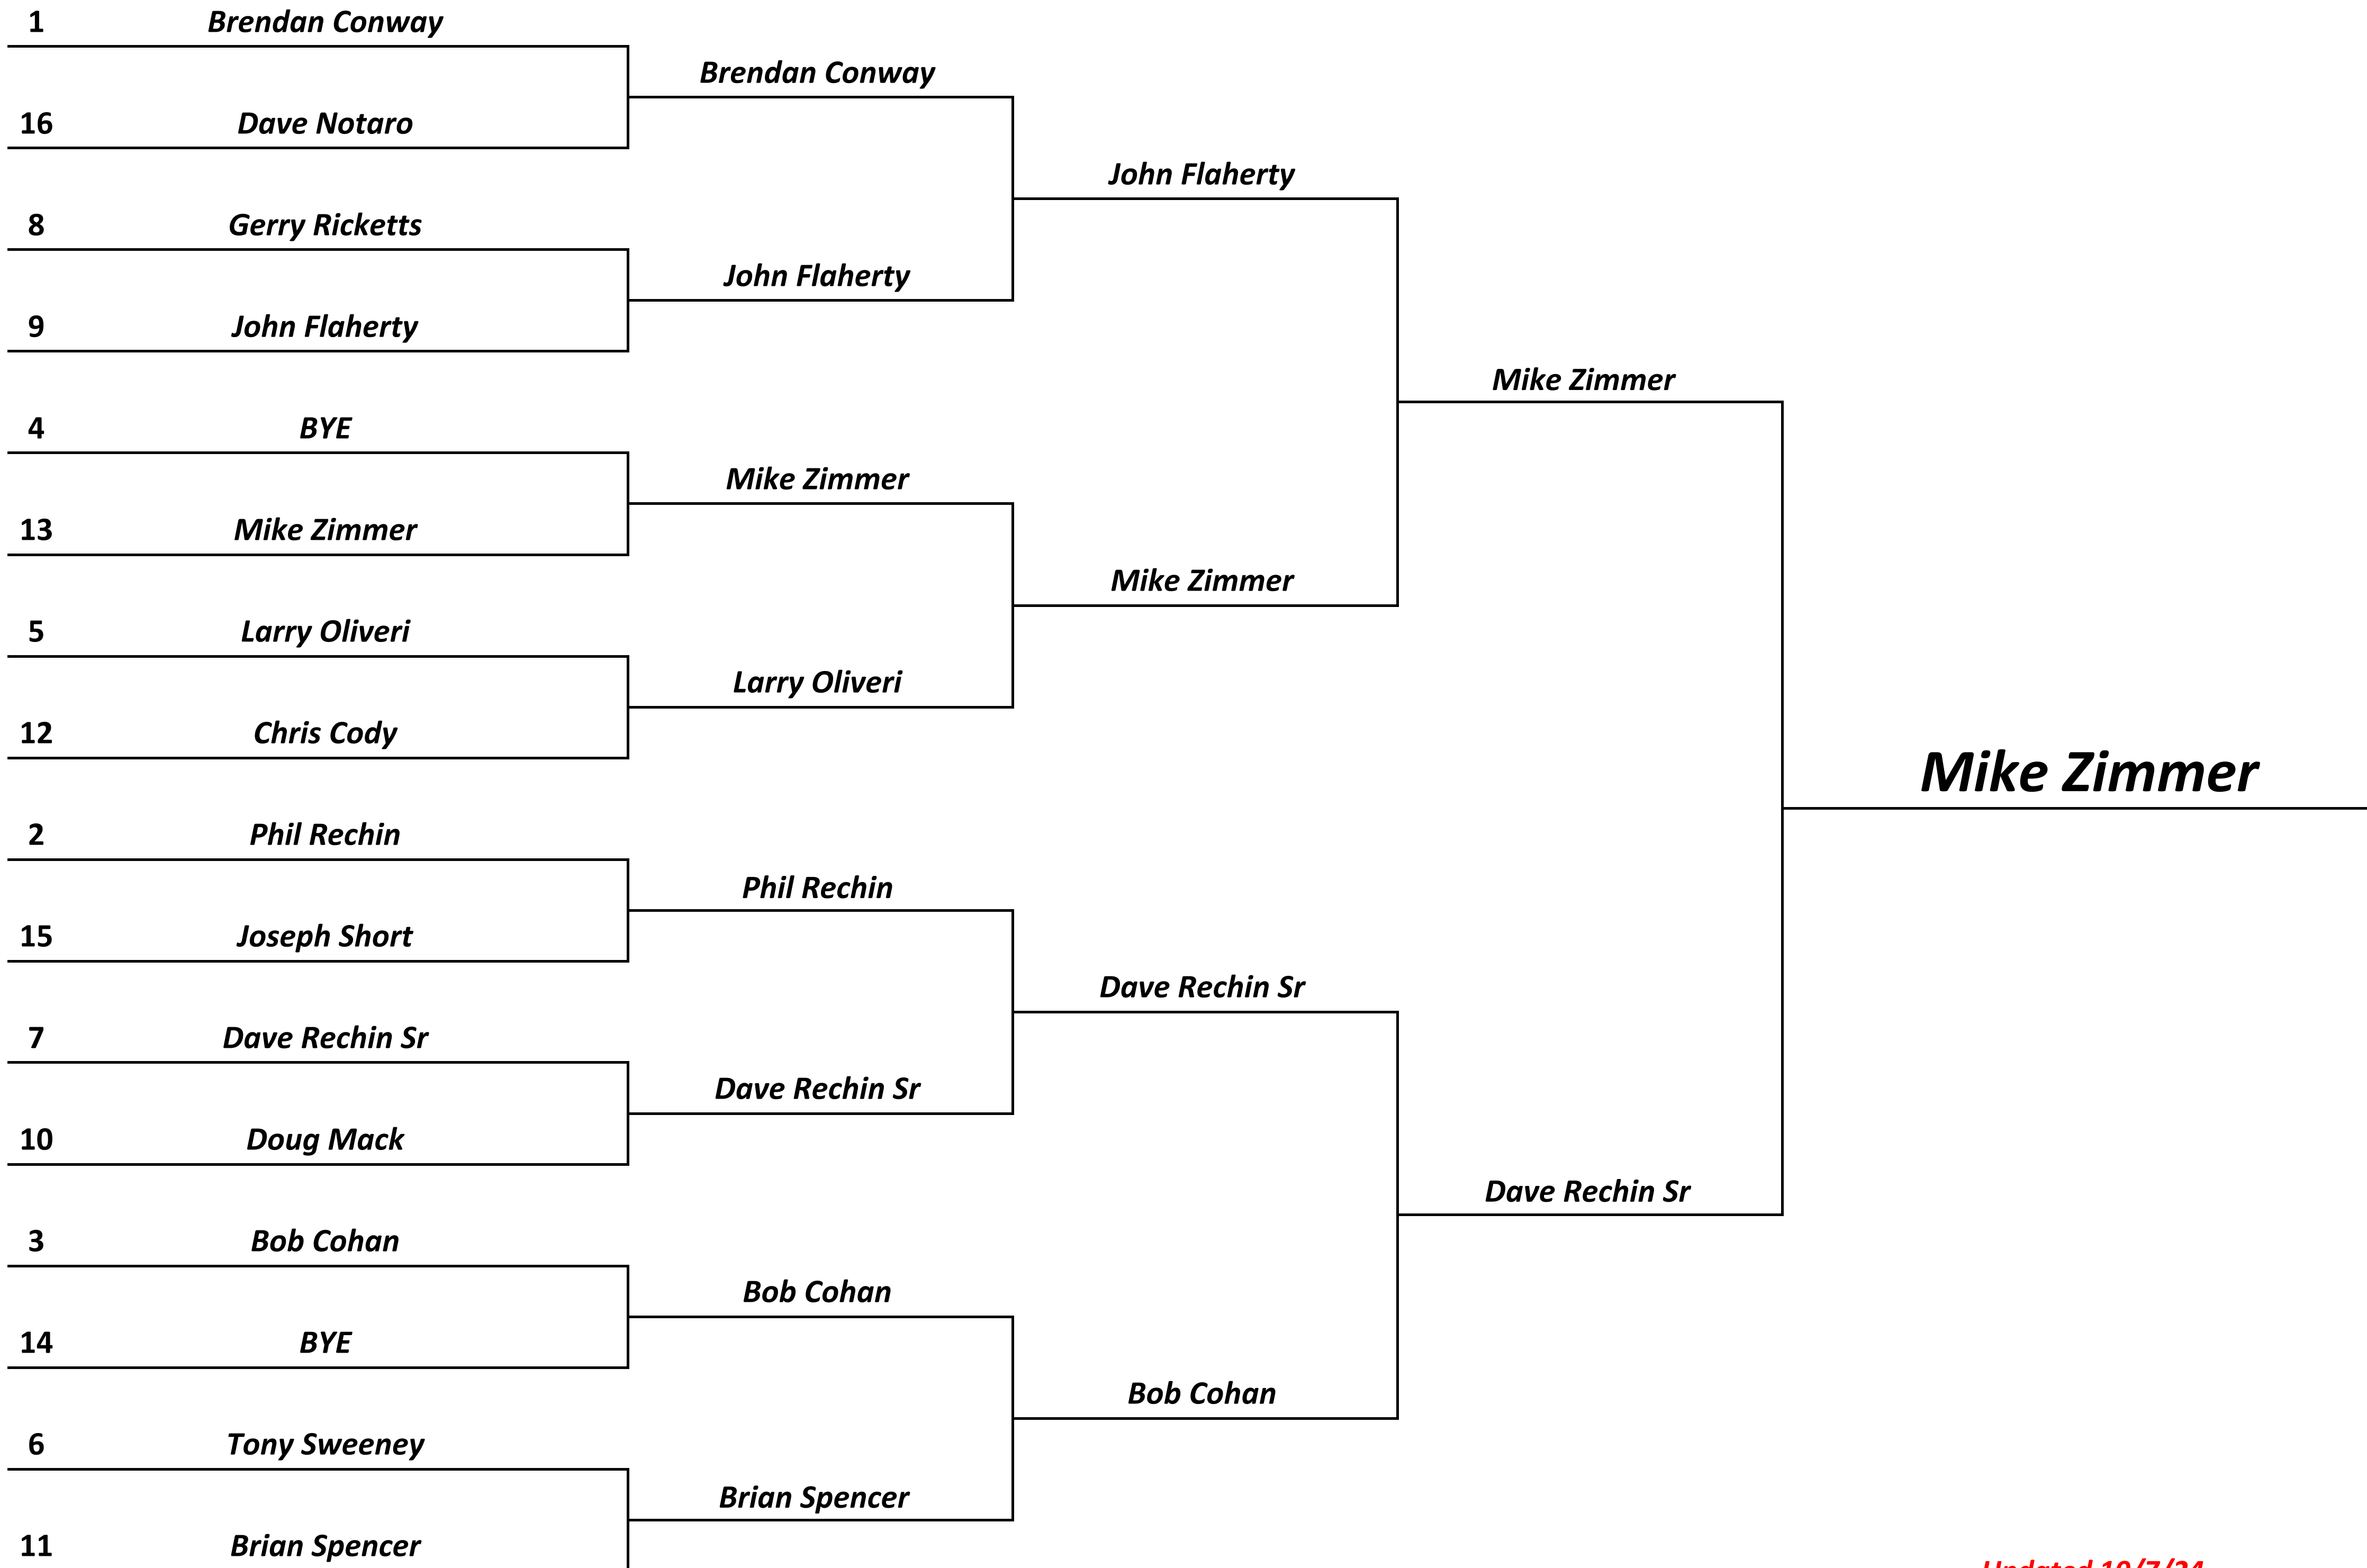 1 Brendan Conway
Brendan Conway
16 Dave Notaro
John Flaherty
8 Gerry Ricketts
John Flaherty
9 John Flaherty
Mike Zimmer
4 BYE
Mike Zimmer
13 Mike Zimmer
Mike Zimmer
5 Larry Oliveri
Larry Oliveri
12 Chris Cody
Mike Zimmer
2 Phil Rechin
Phil Rechin
15 Joseph Short
Dave Rechin Sr
7 Dave Rechin Sr
Dave Rechin Sr
10 Doug Mack
Dave Rechin Sr
3 Bob Cohan
Bob Cohan
14 BYE
Bob Cohan
6 Tony Sweeney
Brian Spencer
11 Brian Spencer
Updated 10/7/24